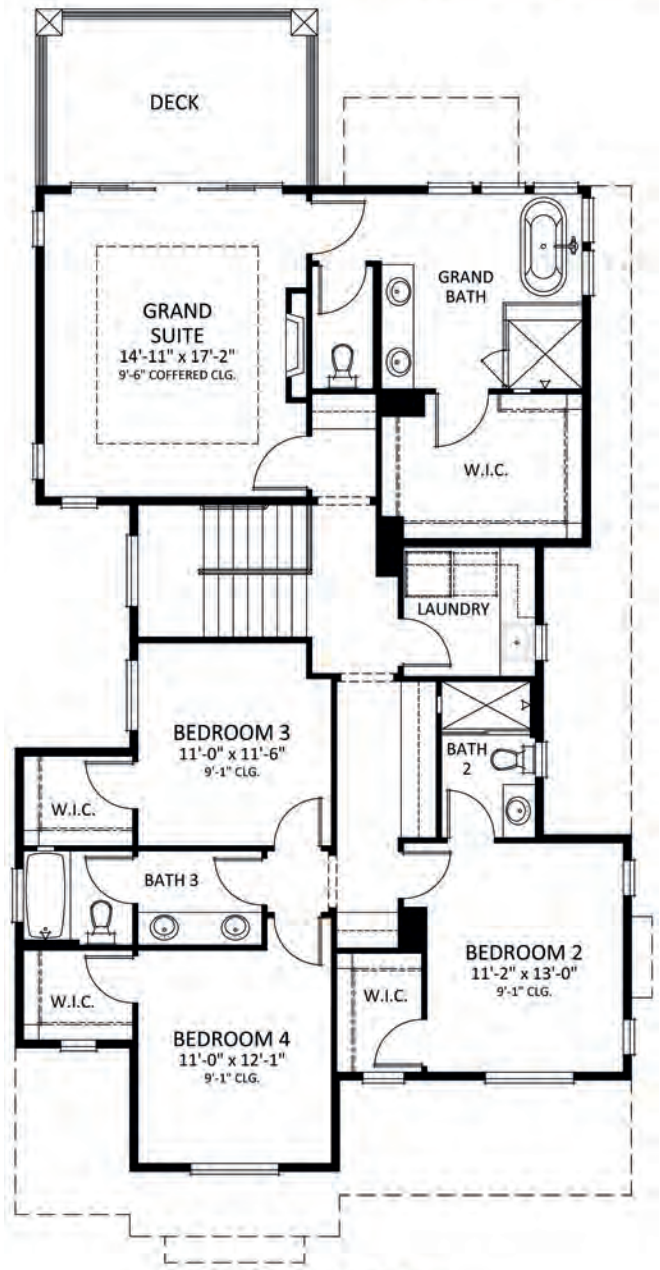 DECK
GRAND
SUITE
14'-11" x 17'-2"
9'-6" COFFERED CLG.
GRAND
BATH
W.I.C.
LAUNDRY
BEDROOM 3
11'-0" x 11'-6"
9'-1" CLG.
BATH
2
W.I.C.
BATH 3
BEDROOM 2
11'-2" x 13'-0"
9'-1" CLG.
W.I.C.
W.I.C.
BEDROOM 4
11'-0" x 12'-1"
9'-1" CLG.